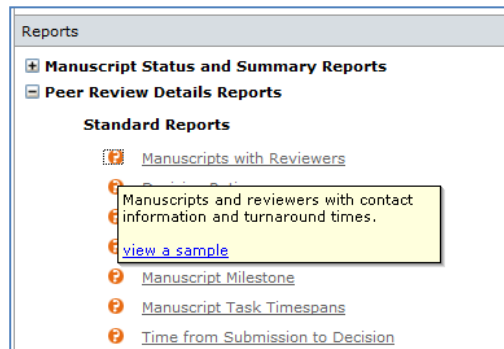 Reports
Manuscript Status and Summary Reports
Peer Review Details Reports
Standard Reports
Manuscripts with Reviewers
Manuscripts and reviewers with contact
information and turnaround times.
view a sample
Manuscript Milestone
Manuscript Task Timespans
Time from Submission to Decision